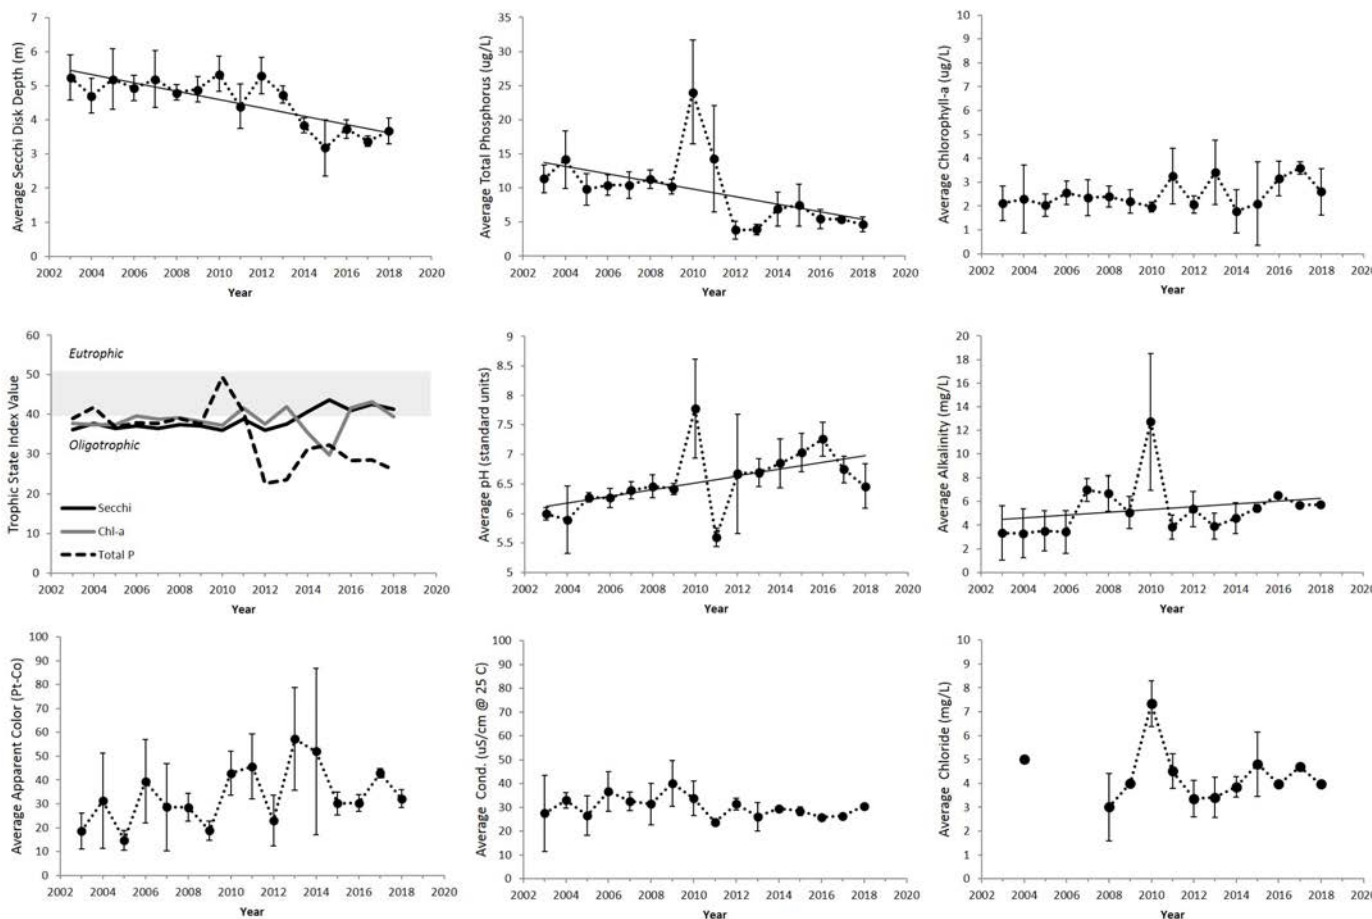 Average Secchi Disk Depth (m)
7
6
5
4
3
2
1
0
2002 2004 2006 2008 2010 2012 2014 2016 2018 2020
Year
Average Total Phosphorus (ug/L)
35
30
25
20
15
10
5
0
2002 2004 2006 2008 2010 2012 2014 2016 2018 2020
Year
Average Chlorophyll-a (ug/L)
10
9
8
7
6
5
4
3
2
1
0
2002 2004 2006 2008 2010 2012 2014 2016 2018 2020
Year
Trophic State Index Value
60
50
40
30
20
10
0
Eutrophic
Oligotrophic
Secchi
Chl-a
Total P
2002 2004 2006 2008 2010 2012 2014 2016 2018 2020
Year
Average pH (standard units)
9
8.5
8
7.5
7
6.5
6
5.5
5
2002 2004 2006 2008 2010 2012 2014 2016 2018 2020
Year
Average Alkalinity (mg/L)
20
18
16
14
12
10
8
6
4
2
0
2002 2004 2006 2008 2010 2012 2014 2016 2018 2020
Year
Average Apparent Color (Pt-Co)
100
90
80
70
60
50
40
30
20
10
0
2002 2004 2006 2008 2010 2012 2014 2016 2018 2020
Year
Average Cond. (uS/cm @ 25 C)
100
90
80
70
60
50
40
30
20
10
0
2002 2004 2006 2008 2010 2012 2014 2016 2018 2020
Year
Average Chloride (mg/L)
10
9
8
7
6
5
4
3
2
1
0
2002 2004 2006 2008 2010 2012 2014 2016 2018 2020
Year